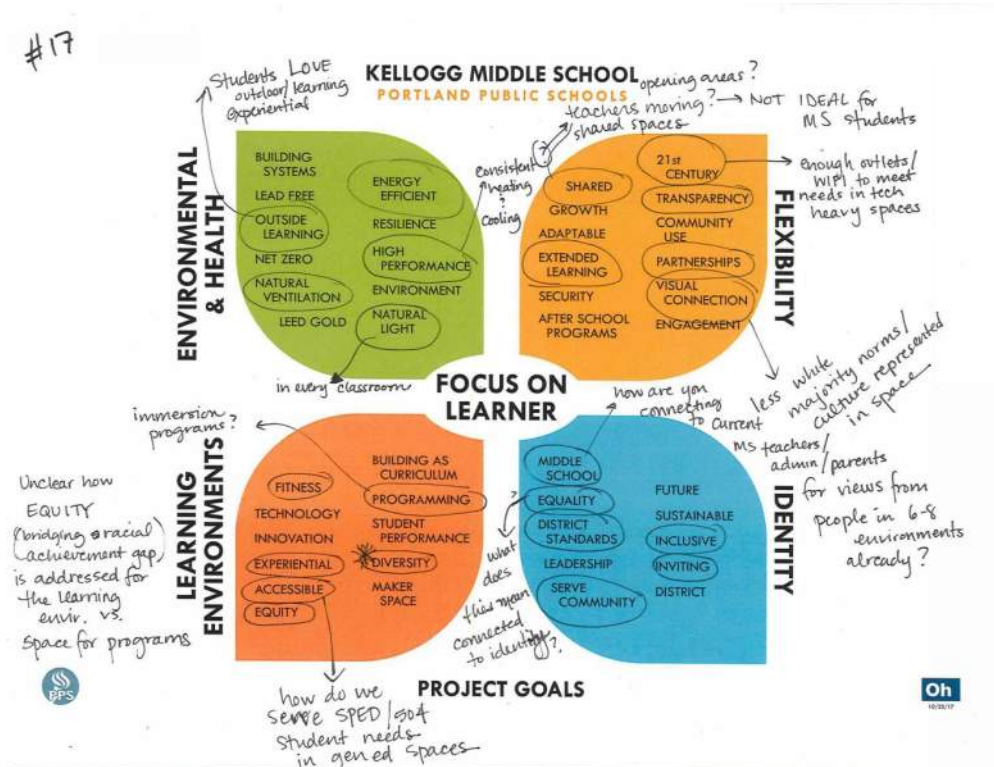 #17
KELLOGG MIDDLE SCHOOL
PORTLAND PUBLIC SCHOOLS
Students LOVE
outdoor/learning
experiential
opening areas?
teachers moving? → NOT IDEAL for
MS students
shared spaces
ENVIRONMENTAL
& HEALTH
BUILDING
SYSTEMS
LEAD FREE
OUTSIDE
LEARNING
NET ZERO
NATURAL
VENTILATION
LEED GOLD
ENERGY
EFFICIENT
RESILIENCE
HIGH
PERFORMANCE
ENVIRONMENT
NATURAL
LIGHT
consistent
heating
?
cooling
in every classroom
SHARED
GROWTH
ADAPTABLE
EXTENDED
LEARNING
SECURITY
AFTER SCHOOL
PROGRAMS
21st
CENTURY
TRANSPARENCY
COMMUNITY
USE
PARTNERSHIPS
VISUAL
CONNECTION
ENGAGEMENT
FLEXIBILITY
enough outlets/
WIFI to meet
needs in tech
heavy spaces
less white
majority norms/
culture represented
in space
FOCUS ON
LEARNER
immersion
programs?
LEARNING
ENVIRONMENTS
FITNESS
TECHNOLOGY
INNOVATION
EXPERIENTIAL
ACCESSIBLE
EQUITY
BUILDING AS
CURRICULUM
PROGRAMMING
STUDENT
PERFORMANCE
DIVERSITY
MAKER
SPACE
Unclear how
EQUITY
(bridging racial
achievement gap)
is addressed for
the learning
envir. vs.
space for programs
how do we
serve SPED/504
student needs
in gen ed spaces
how are you
connecting
to current
MS teachers/
admin/parents
for views from
people in 6-8
environments
already?
MIDDLE
SCHOOL
EQUALITY
DISTRICT
STANDARDS
LEADERSHIP
SERVE
COMMUNITY
FUTURE
SUSTAINABLE
INCLUSIVE
INVITING
DISTRICT
IDENTITY
?
what
does
this mean
connected
to identity?
PROJECT GOALS
PPS
Oh
10/23/17